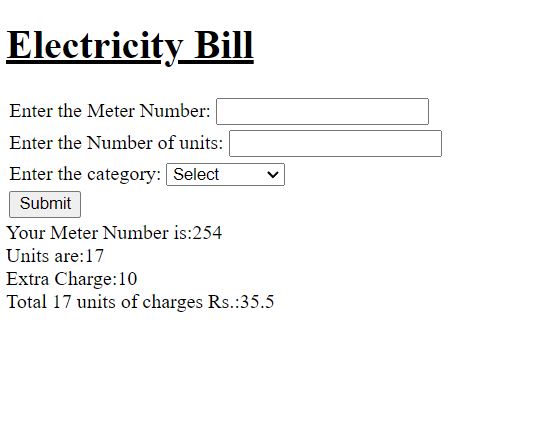 Electricity Bill
Enter the Meter Number:
Enter the Number of units:
Enter the category: Select
Submit
Your Meter Number is:254
Units are:17
Extra Charge:10
Total 17 units of charges Rs.:35.5